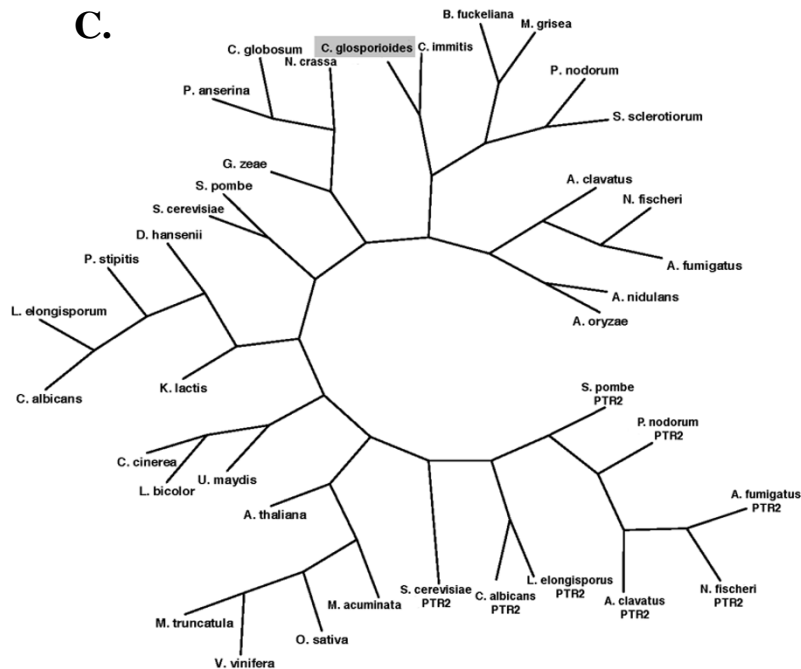 C.
B. fuckeliana
M. grisea
C. globosum
C. glosporioides
C. immitis
N. crassa
P. nodorum
P. anserina
S. sclerotiorum
G. zeae
S. pombe
A. clavatus
S. cerevisiae
N. fischeri
D. hansenii
P. stipitis
A. fumigatus
A. nidulans
L. elongisporum
A. oryzae
K. lactis
C. albicans
S. pombe
PTR2
P. nodorum
PTR2
C. cinerea
U. maydis
L. bicolor
A. fumigatus
PTR2
A. thaliana
S. cerevisiae
PTR2
C. albicans
PTR2
L. elongisporus
PTR2
A. clavatus
PTR2
N. fischeri
PTR2
M. acuminata
M. truncatula
O. sativa
V. vinifera